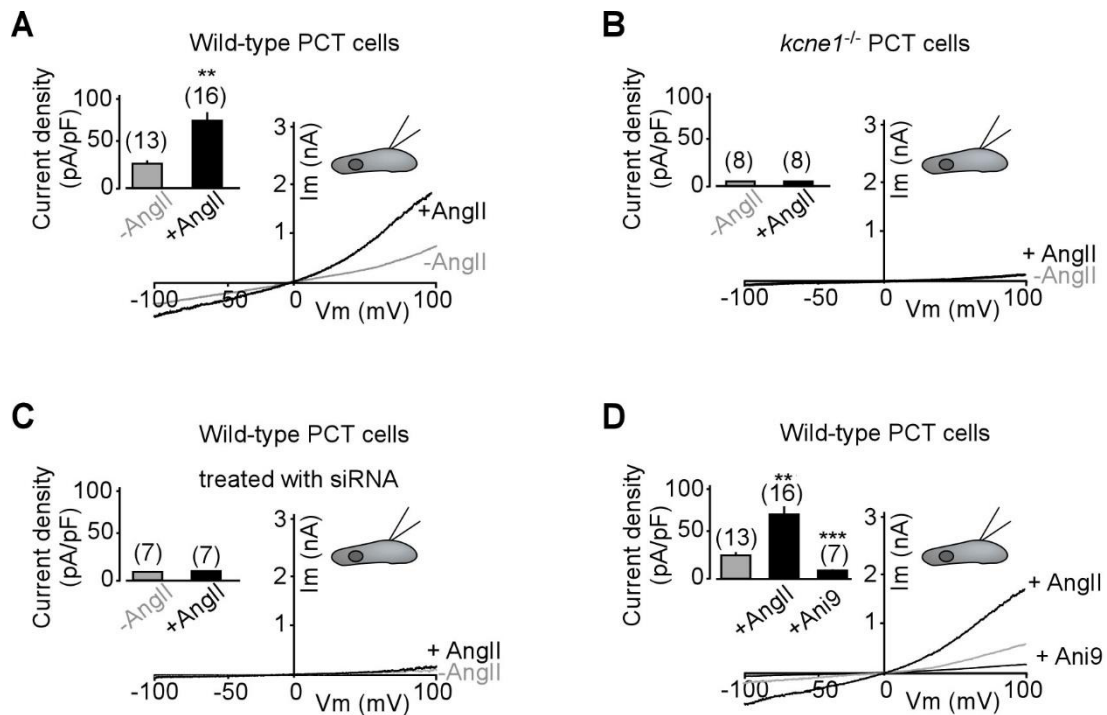 A
Wild-type PCT cells
Current density
(pA/pF)
100
50
0
(13)
**
(16)
-AngII
+AngII
Im (nA)
3
2
1
+AngII
-AngII
-100
-50
0
100
Vm (mV)
B
kcne1-/- PCT cells
Current density
(pA/pF)
100
50
0
(8)
(8)
-AngII
+AngII
Im (nA)
3
2
1
+ AngII
-AngII
-100
-50
0
100
Vm (mV)
C
Wild-type PCT cells
treated with siRNA
Current density
(pA/pF)
100
50
0
(7)
(7)
-AngII
+AngII
Im (nA)
3
2
1
+ AngII
-AngII
-100
-50
0
100
Vm (mV)
D
Wild-type PCT cells
Current density
(pA/pF)
100
50
0
(13)
**
(16)
***
(7)
+AngII
+Ani9
Im (nA)
3
2
1
+ AngII
+ Ani9
-100
-50
0
100
Vm (mV)